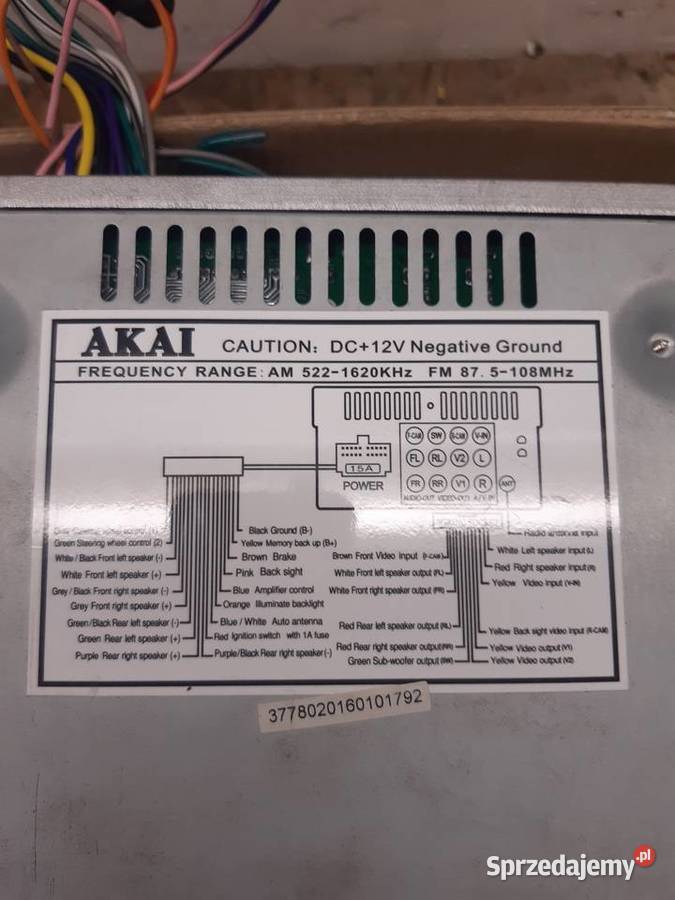 AKAI CAUTION: DC+12V Negative Ground
FREQUENCY RANGE: AM 522-1620KHz FM 87.5-108MHz
F-CAM SW R-CAM V-IN
FL RL V2 L
FR RR V1 R ANT
15A
POWER
AUDIO-OUT VIDEO-OUT A/V-IN
Green Steering wheel control (2)
White / Black Front left speaker (-)
White Front left speaker (+)
Grey / Black Front right speaker (-)
Grey Front right speaker (+)
Green/Black Rear left speaker (-)
Green Rear left speaker (+)
Purple Rear right speaker (+)
Black Ground (B-)
Yellow Memory back up (B+)
Brown Brake
Pink Back sight
Blue Amplifier control
Orange Illuminate backlight
Blue / White Auto antenna
Red Ignition switch with 1A fuse
Purple/Black Rear right speaker (-)
Brown Front Video input (F-CAM)
White Front left speaker output (FL)
White Front right speaker output (FR)
Red Rear left speaker output (RL)
Red Rear right speaker output (RR)
Green Sub-woofer output (SW)
Radio antenna input
White Left speaker input (L)
Red Right speaker input (R)
Yellow Video input (V-IN)
Yellow Back sight video input (R-CAM)
Yellow Video output (V1)
Yellow Video output (V2)
3778020160101792
Sprzedajemy.pl